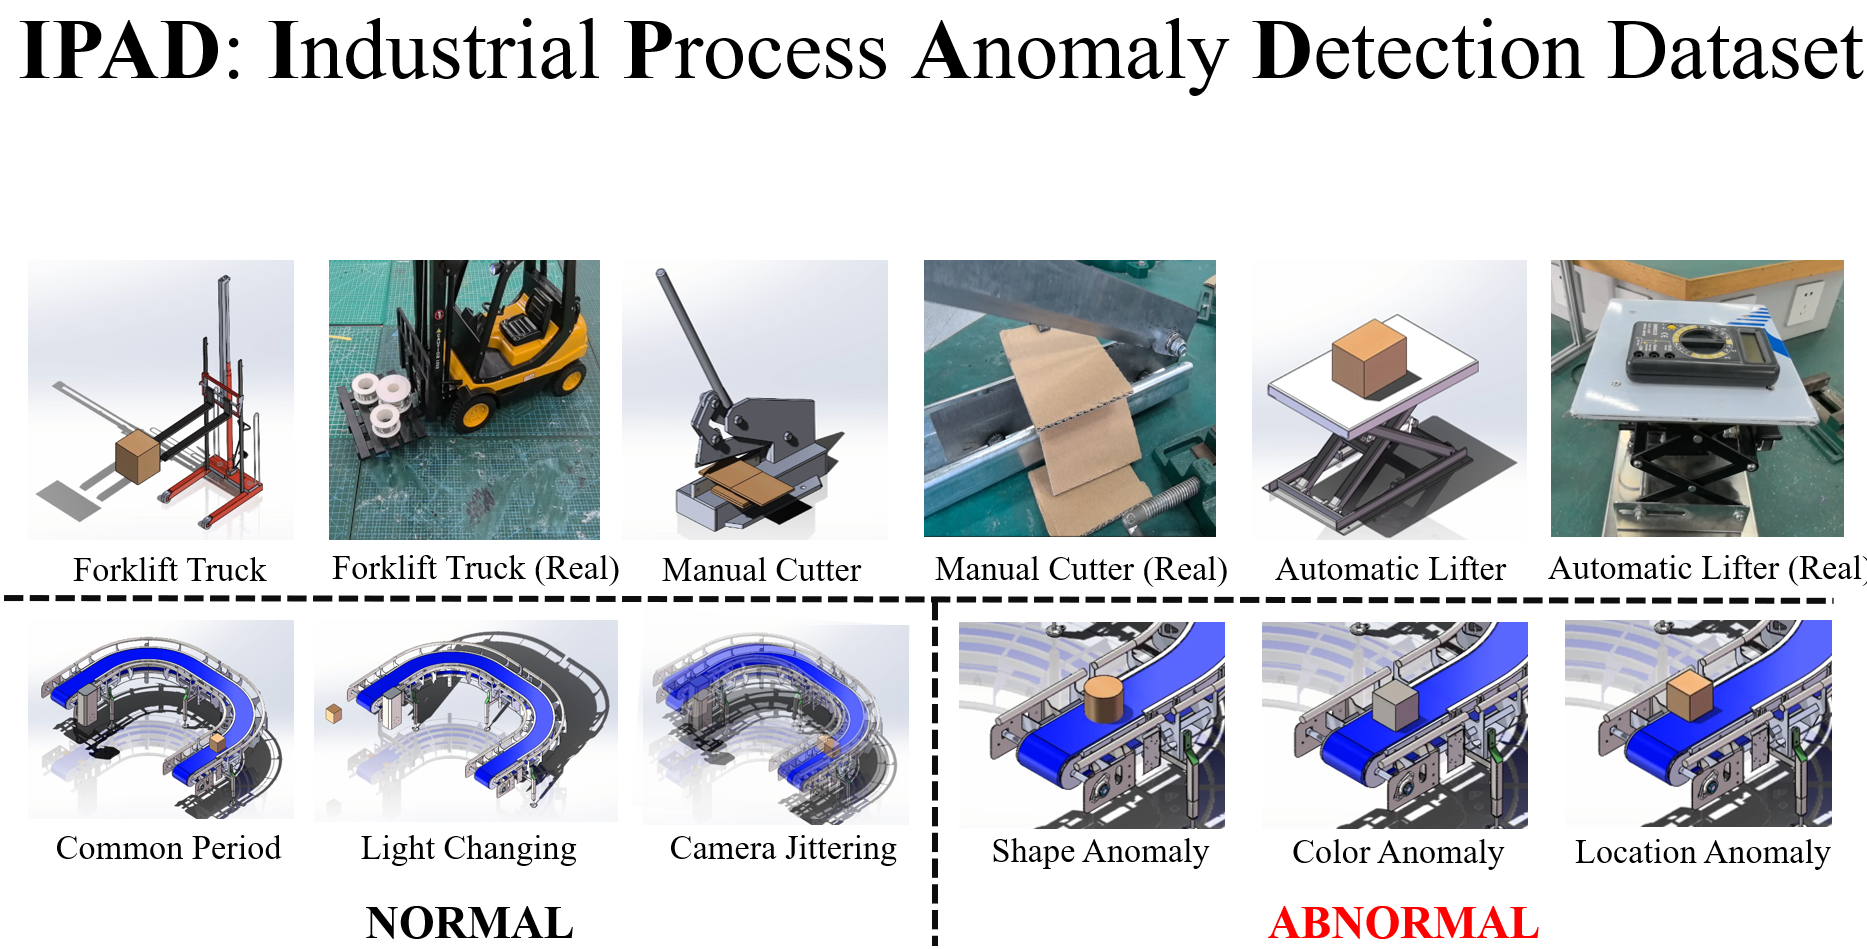 IPAD: Industrial Process Anomaly Detection Dataset
Forklift Truck
Forklift Truck (Real)
Manual Cutter
Manual Cutter (Real)
Automatic Lifter
Automatic Lifter (Real)
Common Period
Light Changing
Camera Jittering
Shape Anomaly
Color Anomaly
Location Anomaly
NORMAL
ABNORMAL